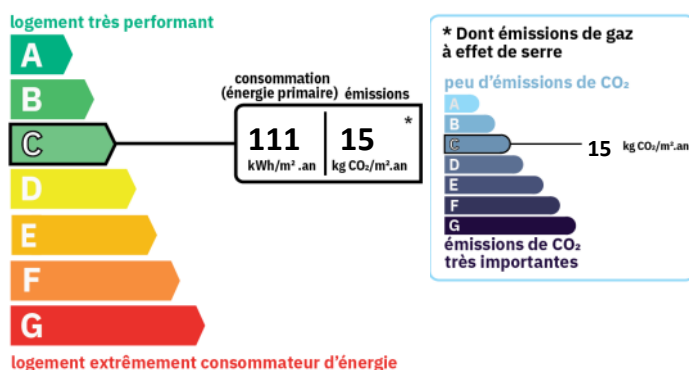 logement très performant
A
B
C
D
E
F
G
logement extrêmement consommateur d'énergie
consommation
(énergie primaire) émissions
111 15 *
kWh/m².an kg CO₂/m².an
* Dont émissions de gaz
à effet de serre
peu d'émissions de CO₂
A
B
C 15 kg CO₂/m².an
D
E
F
G
émissions de CO₂
très importantes